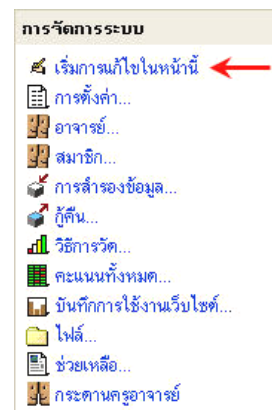 การจัดการระบบ
เริ่มการแก้ไขในหน้านี้
การตั้งค่า...
อาจารย์...
สมาชิก...
การสำรองข้อมูล...
กู้คืน...
วิธีการวัด...
คะแนนทั้งหมด...
บันทึกการใช้งานเว็บไซต์...
ไฟล์...
ช่วยเหลือ...
กระดานครูอาจารย์